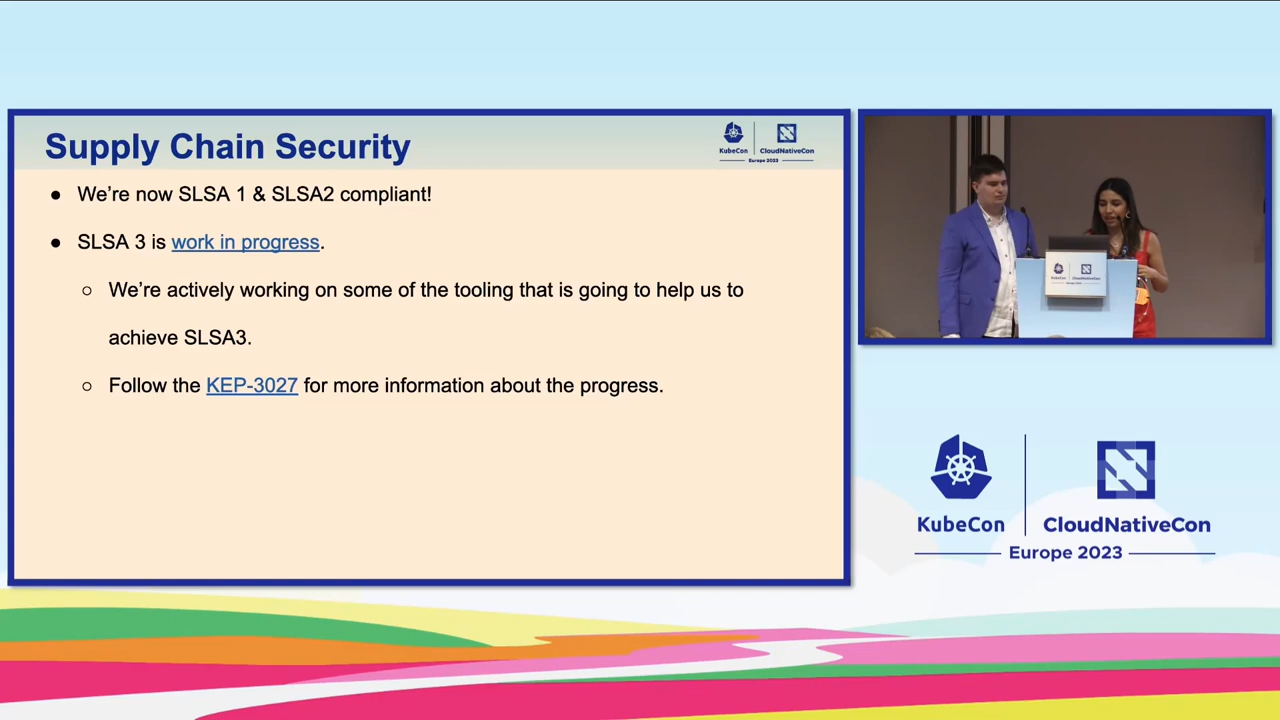 Supply Chain Security
KubeCon
CloudNativeCon
Europe 2023
● We're now SLSA 1 & SLSA2 compliant!
● SLSA 3 is work in progress.
○ We're actively working on some of the tooling that is going to help us to
achieve SLSA3.
○ Follow the KEP-3027 for more information about the progress.
KubeCon
CloudNativeCon
Europe 2023